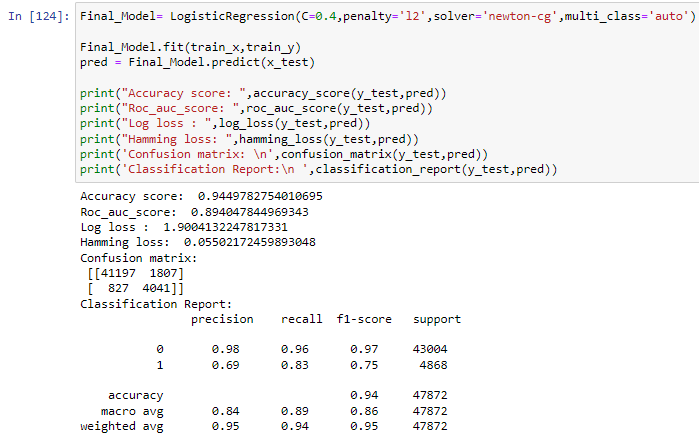 In [124]: Final_Model= LogisticRegression(C=0.4,penalty='l2',solver='newton-cg',multi_class='auto')
Final_Model.fit(train_x,train_y)
pred = Final_Model.predict(x_test)
print("Accuracy score: ",accuracy_score(y_test,pred))
print("Roc_auc_score: ",roc_auc_score(y_test,pred))
print("Log loss : ",log_loss(y_test,pred))
print("Hamming loss: ",hamming_loss(y_test,pred))
print('Confusion matrix: \n',confusion_matrix(y_test,pred))
print('Classification Report:\n ',classification_report(y_test,pred))
Accuracy score:  0.9449782754010695
Roc_auc_score:  0.894047844969343
Log loss :  1.9004132247817331
Hamming loss:  0.05502172459893048
Confusion matrix:
[[41197  1807]
[  827  4041]]
Classification Report:
precision    recall  f1-score   support
0       0.98      0.96      0.97     43004
1       0.69      0.83      0.75      4868
accuracy                           0.94     47872
macro avg       0.84      0.89      0.86     47872
weighted avg       0.95      0.94      0.95     47872